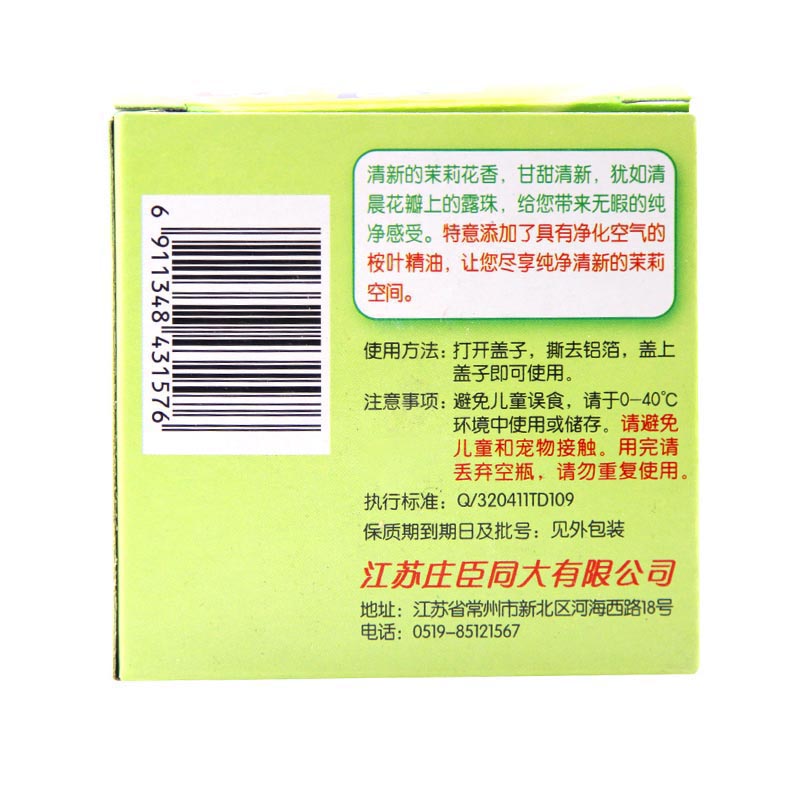 清新的茉莉花香，甘甜清新，犹如清
晨花瓣上的露珠，给您带来无暇的纯
净感受。特意添加了具有净化空气的
桉叶精油，让您尽享纯净清新的茉莉
空间。
使用方法：打开盖子，撕去铝箔，盖上
盖子即可使用。
注意事项：避免儿童误食，请于0-40℃
环境中使用或储存。请避免
儿童和宠物接触。用完请
丢弃空瓶，请勿重复使用。
执行标准：Q/320411TD109
保质期到期日及批号：见外包装
江苏庄臣同大有限公司
地址：江苏省常州市新北区河海西路18号
电话：0519-85121567
6 911348 431576